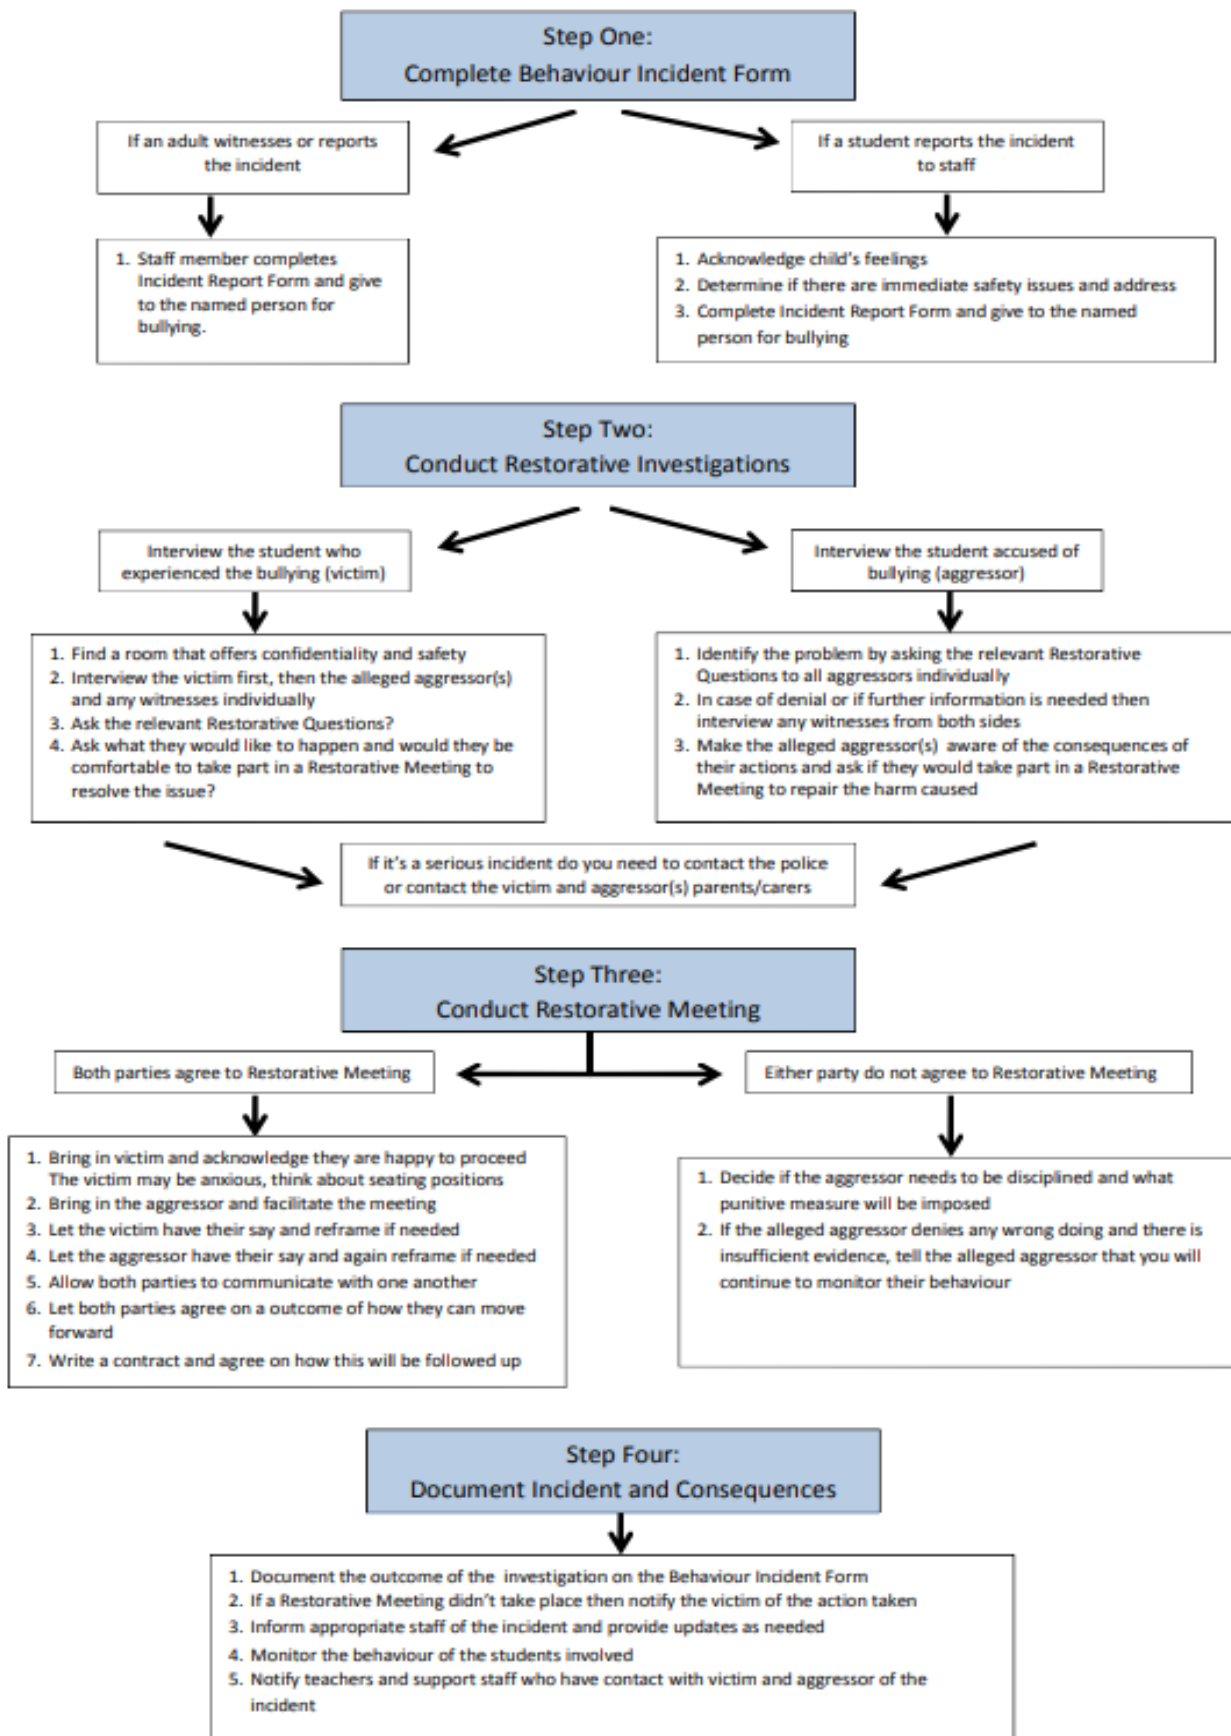 Step One:
Complete Behaviour Incident Form
If an adult witnesses or reports
the incident
If a student reports the incident
to staff
1. Staff member completes
Incident Report Form and give
to the named person for
bullying.
1. Acknowledge child's feelings
2. Determine if there are immediate safety issues and address
3. Complete Incident Report Form and give to the named
person for bullying
Step Two:
Conduct Restorative Investigations
Interview the student who
experienced the bullying (victim)
Interview the student accused of
bullying (aggressor)
1. Find a room that offers confidentiality and safety
2. Interview the victim first, then the alleged aggressor(s)
and any witnesses individually
3. Ask the relevant Restorative Questions?
4. Ask what they would like to happen and would they be
comfortable to take part in a Restorative Meeting to
resolve the issue?
1. Identify the problem by asking the relevant Restorative
Questions to all aggressors individually
2. In case of denial or if further information is needed then
interview any witnesses from both sides
3. Make the alleged aggressor(s) aware of the consequences of
their actions and ask if they would take part in a Restorative
Meeting to repair the harm caused
If it's a serious incident do you need to contact the police
or contact the victim and aggressor(s) parents/carers
Step Three:
Conduct Restorative Meeting
Both parties agree to Restorative Meeting
Either party do not agree to Restorative Meeting
1. Bring in victim and acknowledge they are happy to proceed
The victim may be anxious, think about seating positions
2. Bring in the aggressor and facilitate the meeting
3. Let the victim have their say and reframe if needed
4. Let the aggressor have their say and again reframe if needed
5. Allow both parties to communicate with one another
6. Let both parties agree on a outcome of how they can move
forward
7. Write a contract and agree on how this will be followed up
1. Decide if the aggressor needs to be disciplined and what
punitive measure will be imposed
2. If the alleged aggressor denies any wrong doing and there is
insufficient evidence, tell the alleged aggressor that you will
continue to monitor their behaviour
Step Four:
Document Incident and Consequences
1. Document the outcome of the investigation on the Behaviour Incident Form
2. If a Restorative Meeting didn't take place then notify the victim of the action taken
3. Inform appropriate staff of the incident and provide updates as needed
4. Monitor the behaviour of the students involved
5. Notify teachers and support staff who have contact with victim and aggressor of the
incident